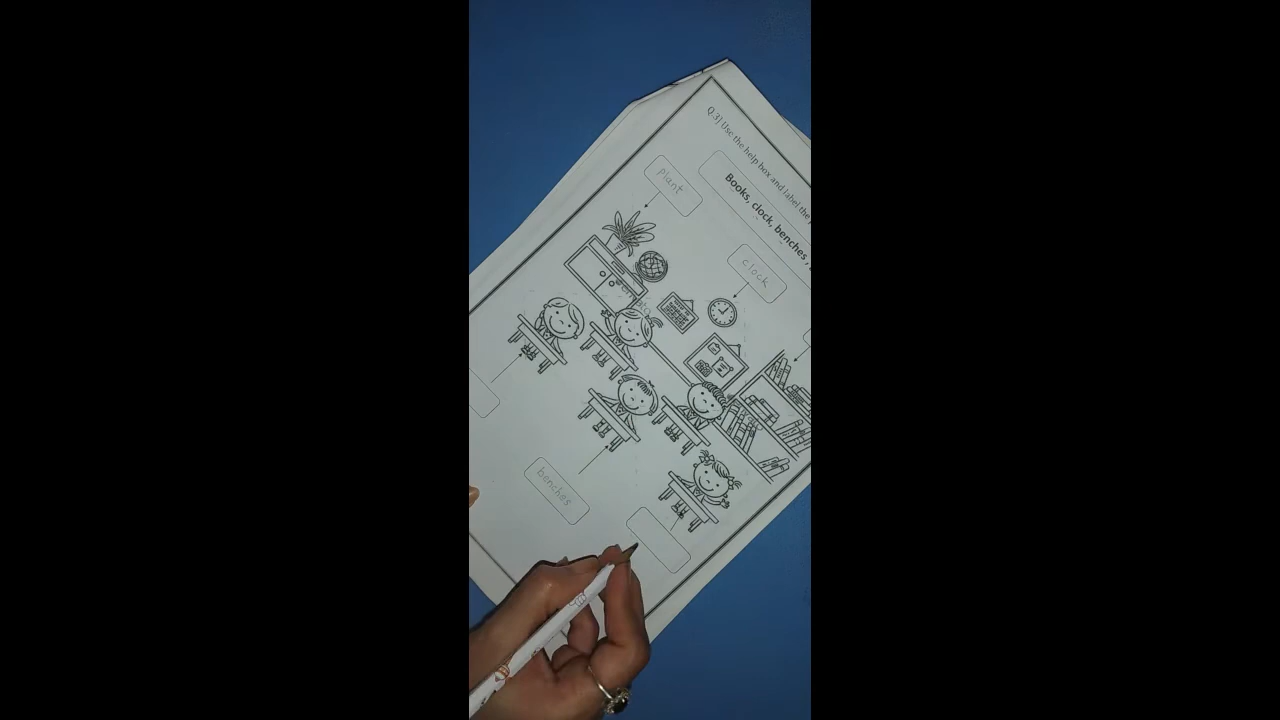 Q.3] Use the help box and label the
Books, clock, benches ,
plant
clock
benches